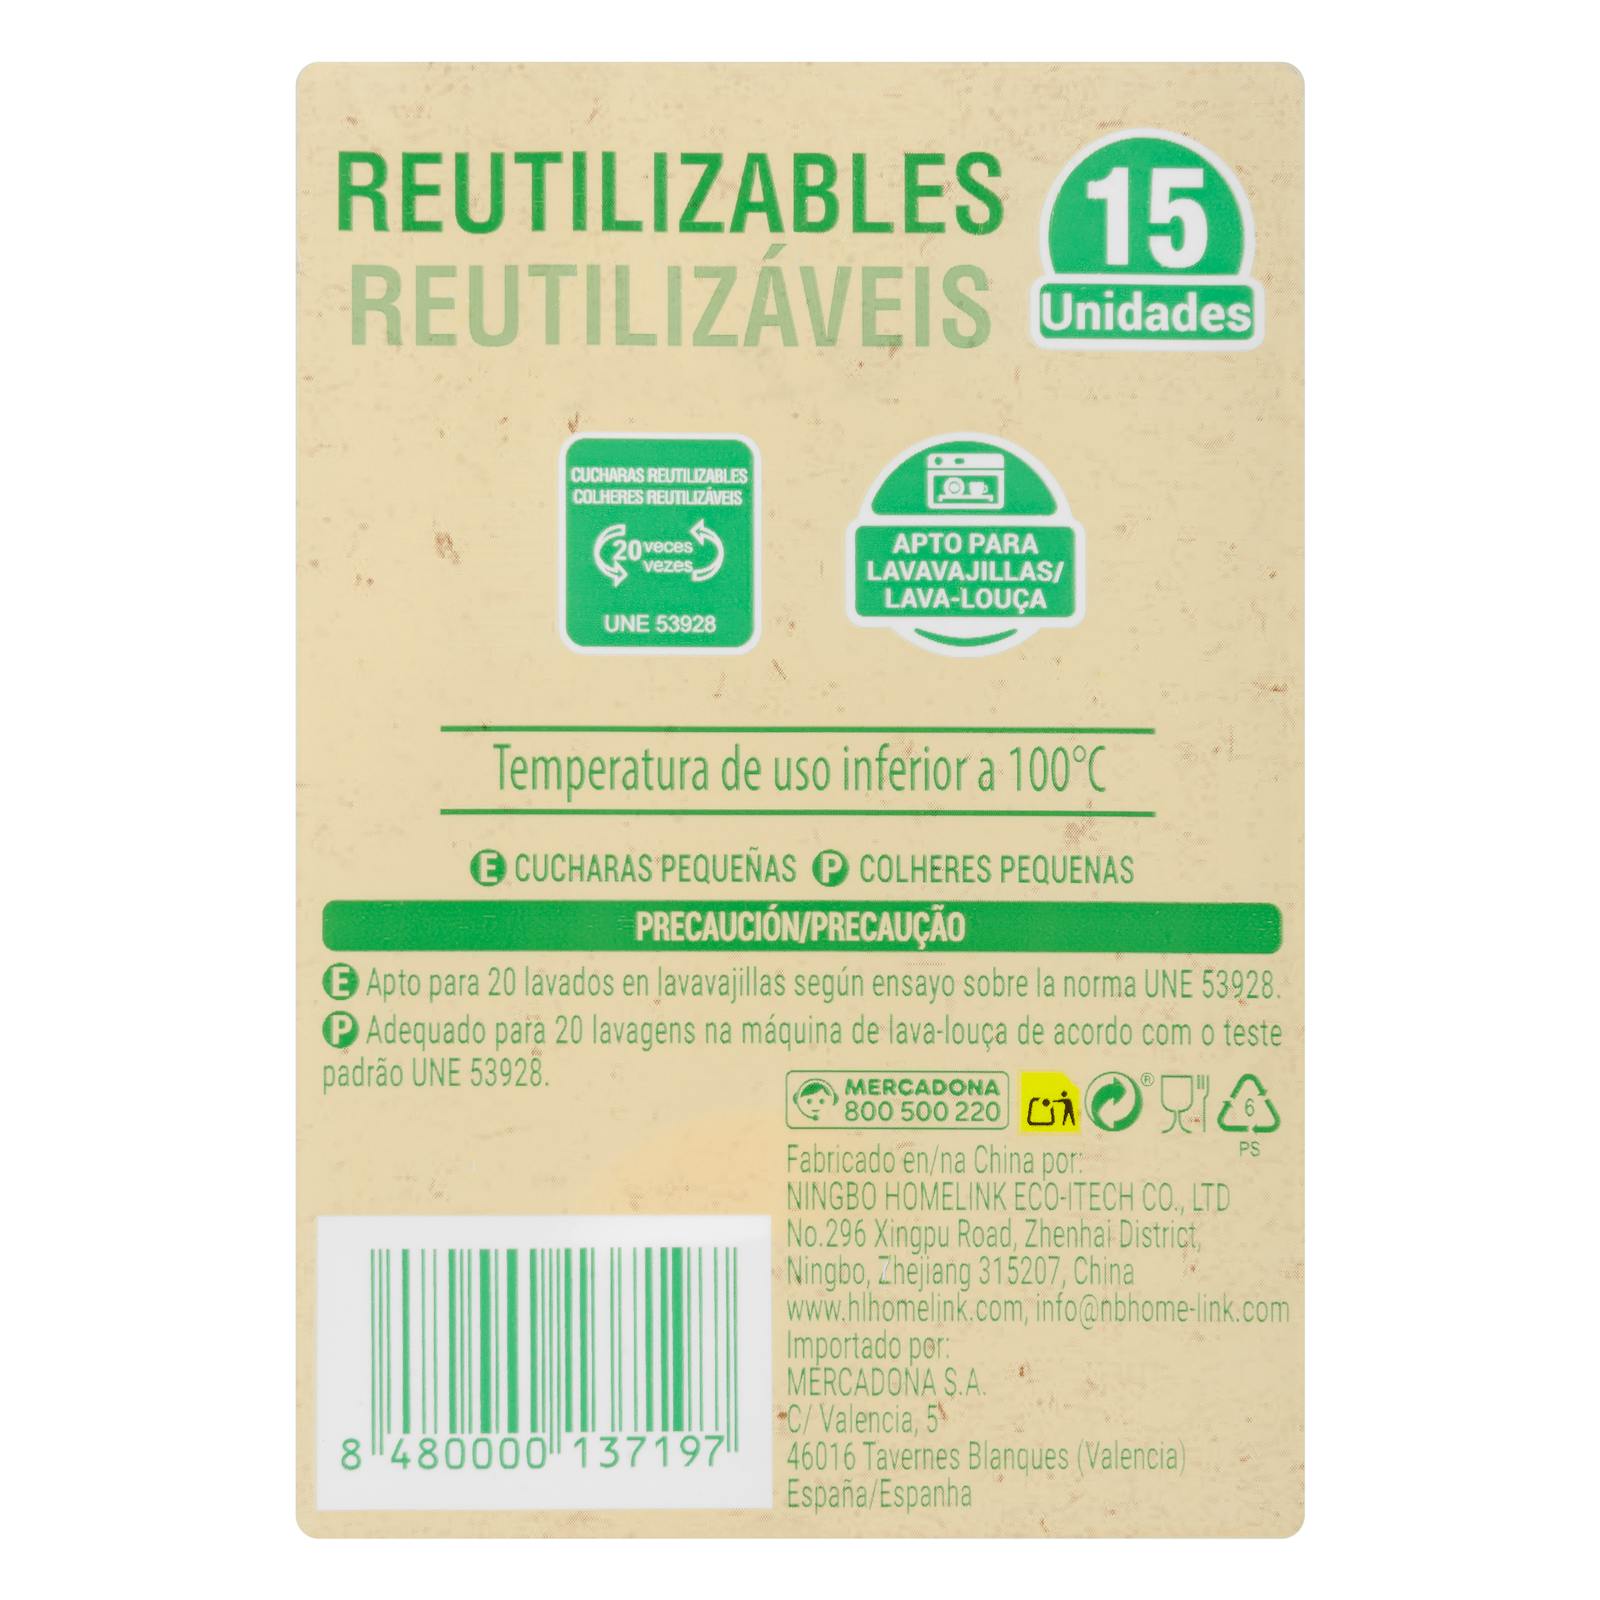 REUTILIZABLES
REUTILIZÁVEIS
15
Unidades
CUCHARAS REUTILIZABLES
COLHERES REUTILIZÁVEIS
20 veces
vezes
UNE 53928
APTO PARA
LAVAVAJILLAS/
LAVA-LOUÇA
Temperatura de uso inferior a 100°C
E CUCHARAS PEQUEÑAS P COLHERES PEQUENAS
PRECAUCIÓN/PRECAUÇÃO
E Apto para 20 lavados en lavavajillas según ensayo sobre la norma UNE 53928.
P Adequado para 20 lavagens na máquina de lava-louça de acordo com o teste
padrão UNE 53928.
MERCADONA
800 500 220
®
6
PS
Fabricado en/na China por:
NINGBO HOMELINK ECO-ITECH CO., LTD
No.296 Xingpu Road, Zhenhai District,
Ningbo, Zhejiang 315207, China
www.hlhomelink.com, info@nbhome-link.com
Importado por:
MERCADONA S.A.
C/ Valencia, 5
46016 Tavernes Blanques (Valencia)
España/Espanha
8 480000 137197